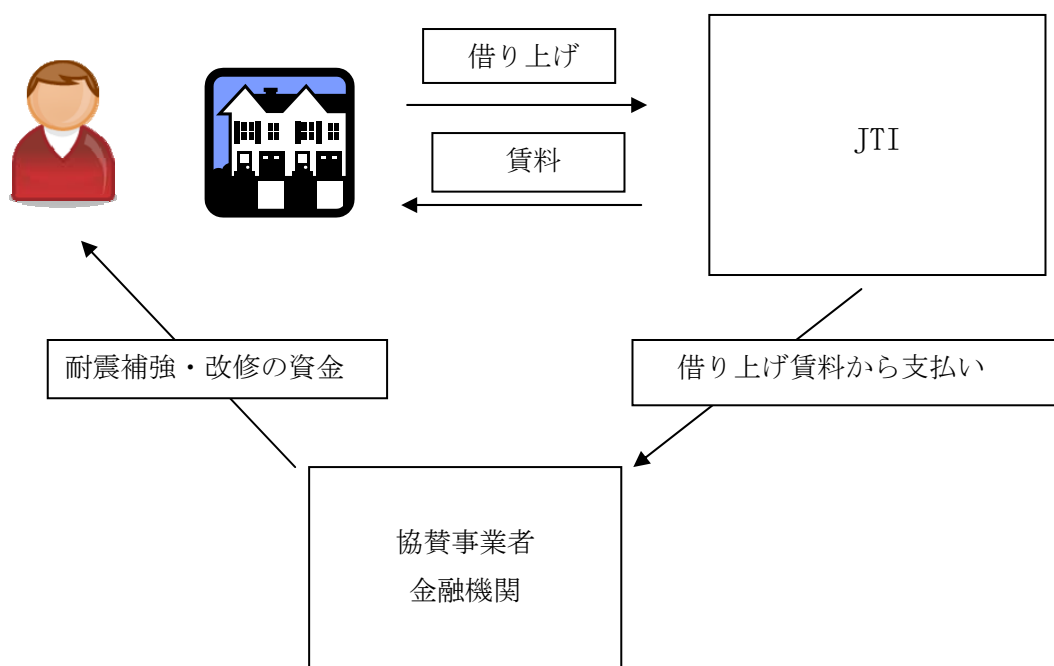 借り上げ
JTI
賃料
耐震補強・改修の資金
借り上げ賃料から支払い
協賛事業者
金融機関